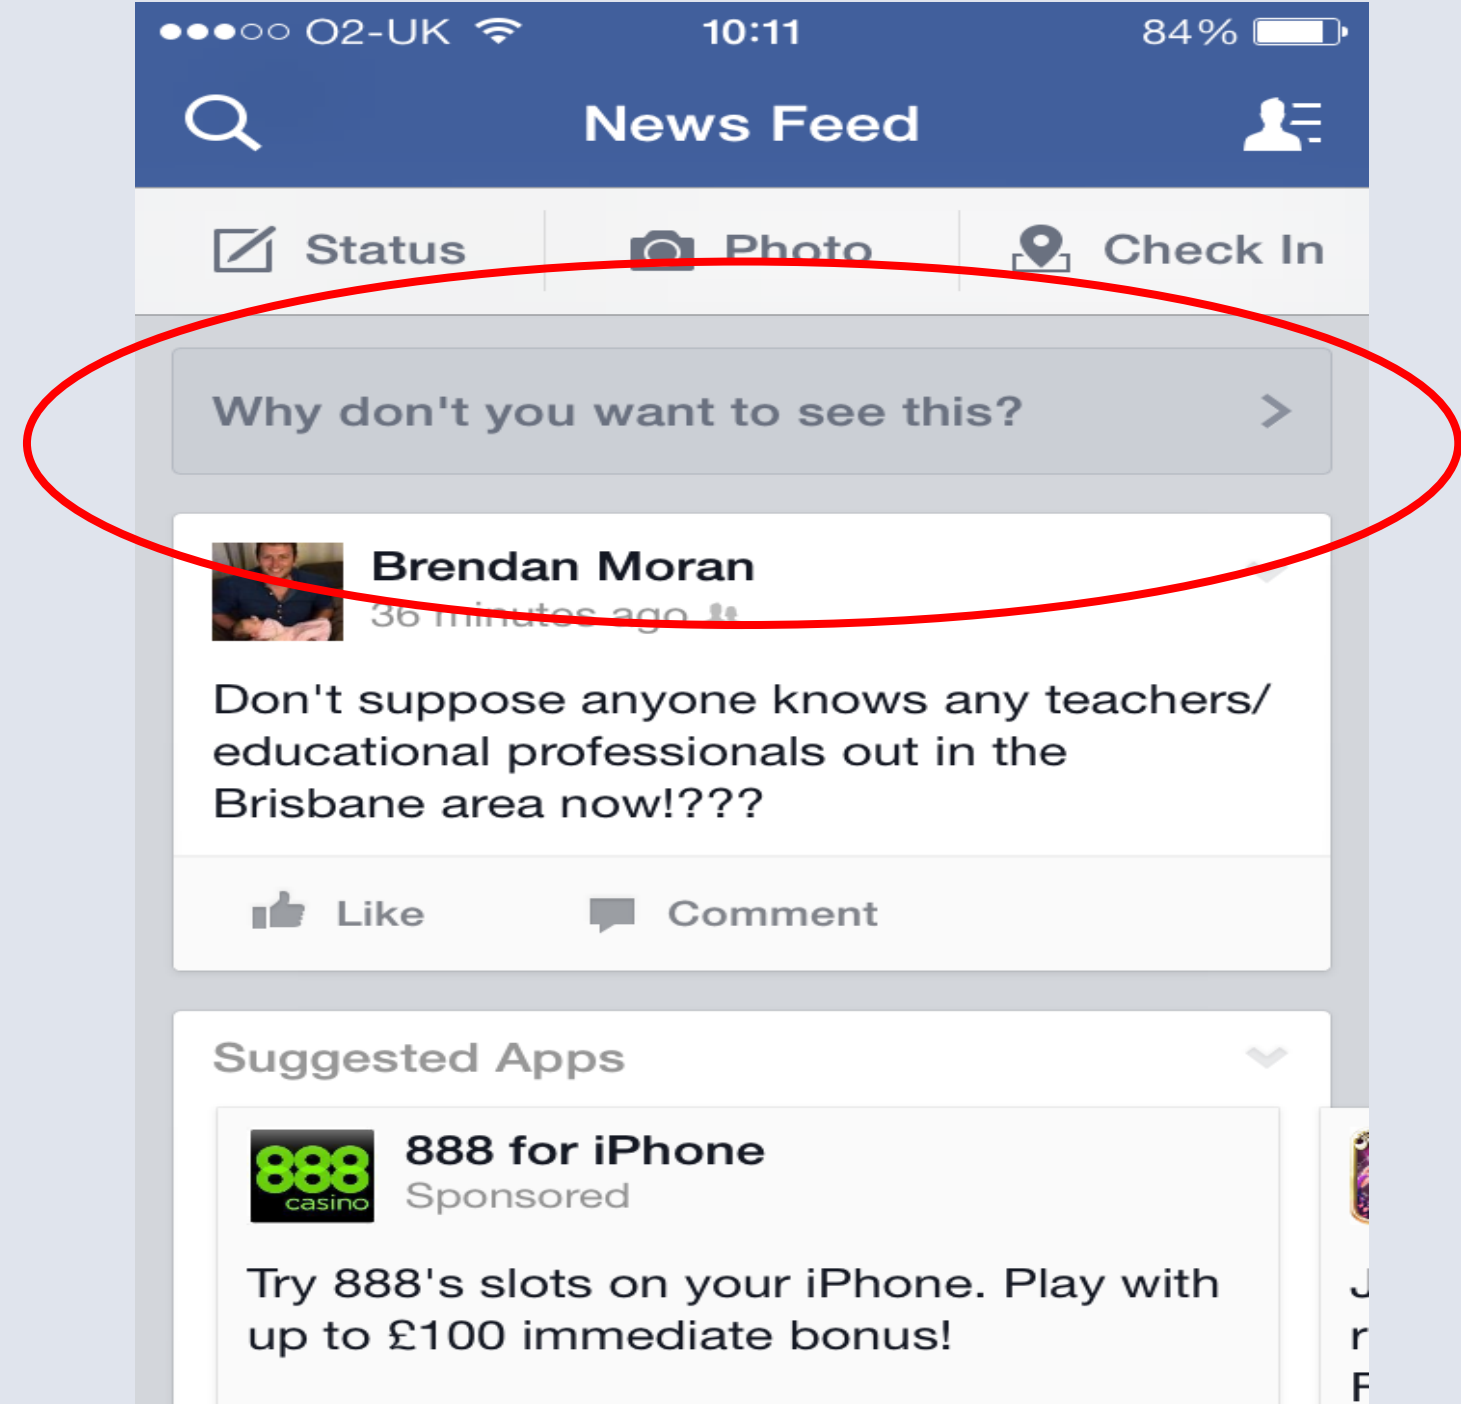 O2-UK 10:11 84%
News Feed
Status Photo Check In
Why don't you want to see this?
Brendan Moran
36 minutes ago
Don't suppose anyone knows any teachers/
educational professionals out in the
Brisbane area now!???
Like Comment
Suggested Apps
888 casino
888 for iPhone
Sponsored
Try 888's slots on your iPhone. Play with
up to £100 immediate bonus!
J
r
F